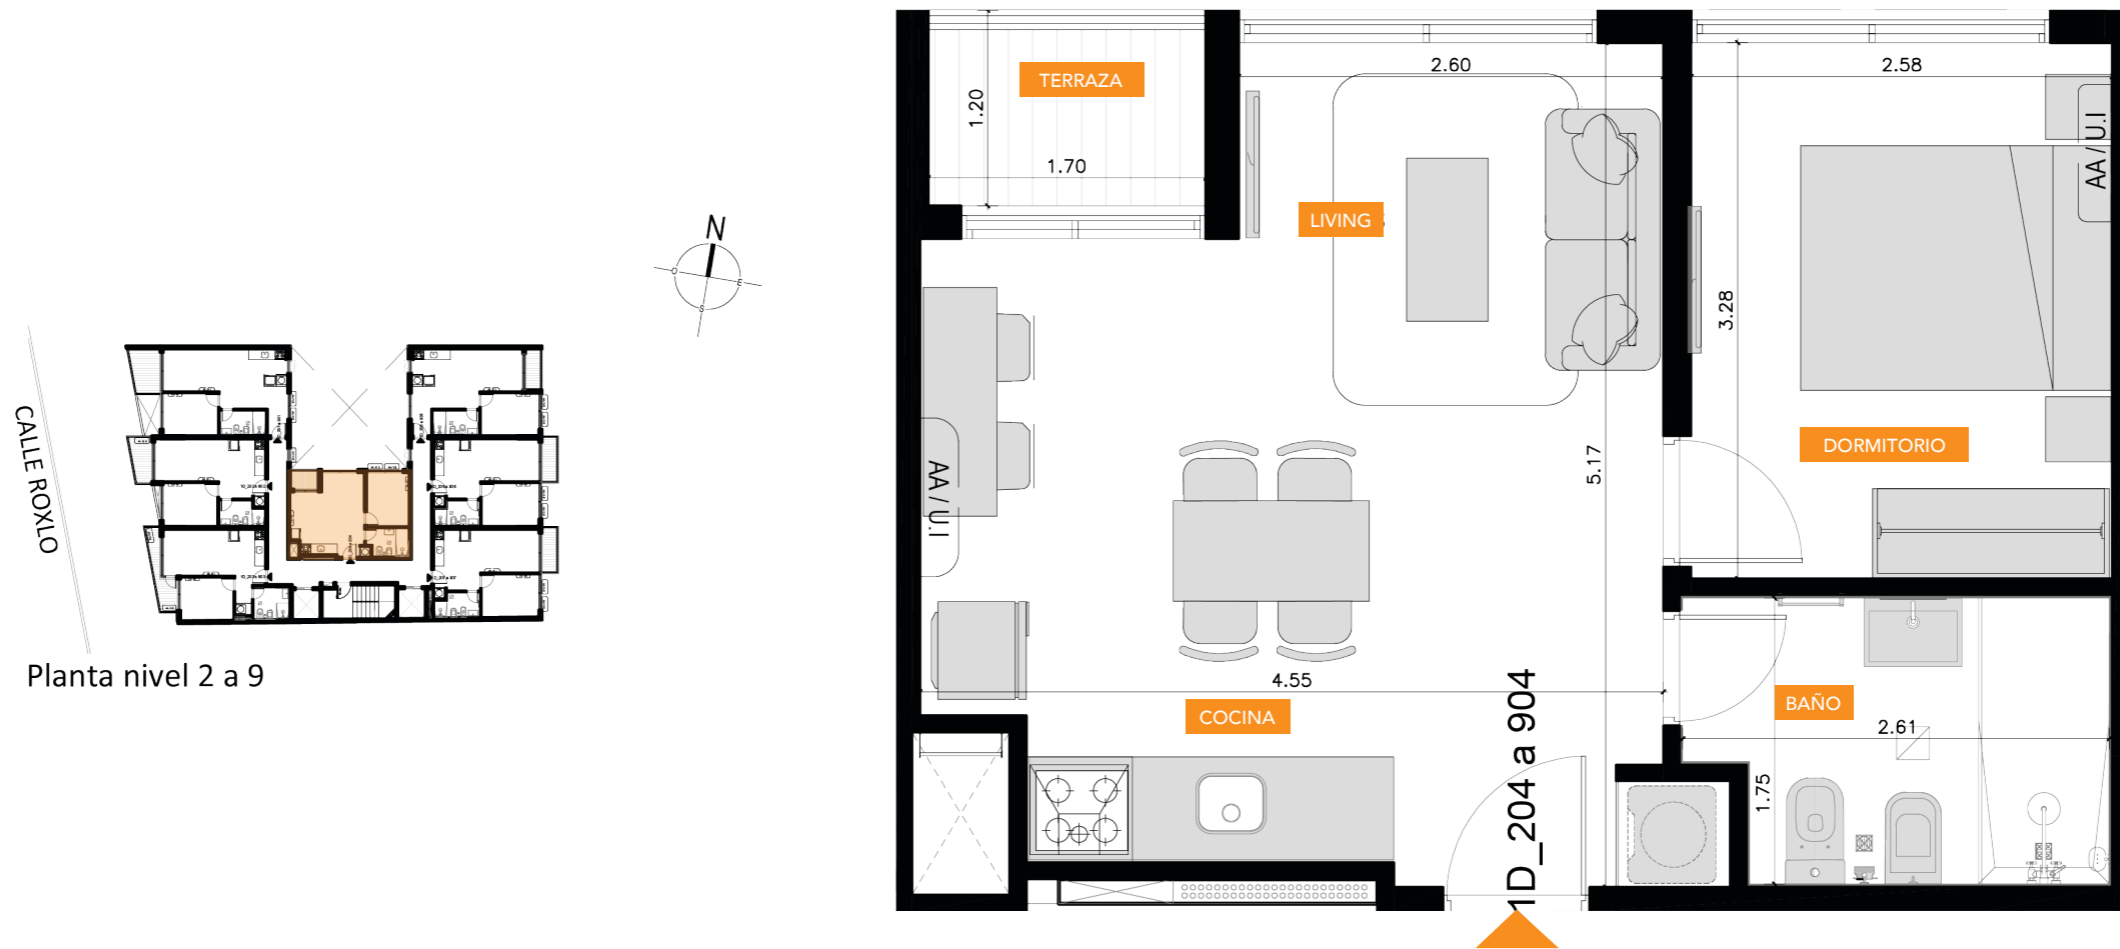 CALLE ROXLO
Planta nivel 2 a 9
N
O
E
S
TERRAZA
1.20
1.70
2.60
2.58
LIVING
AA/U.I
3.28
DORMITORIO
5.17
AA/U.I
4.55
COCINA
1D_204 a 904
BAÑO
2.61
1.75